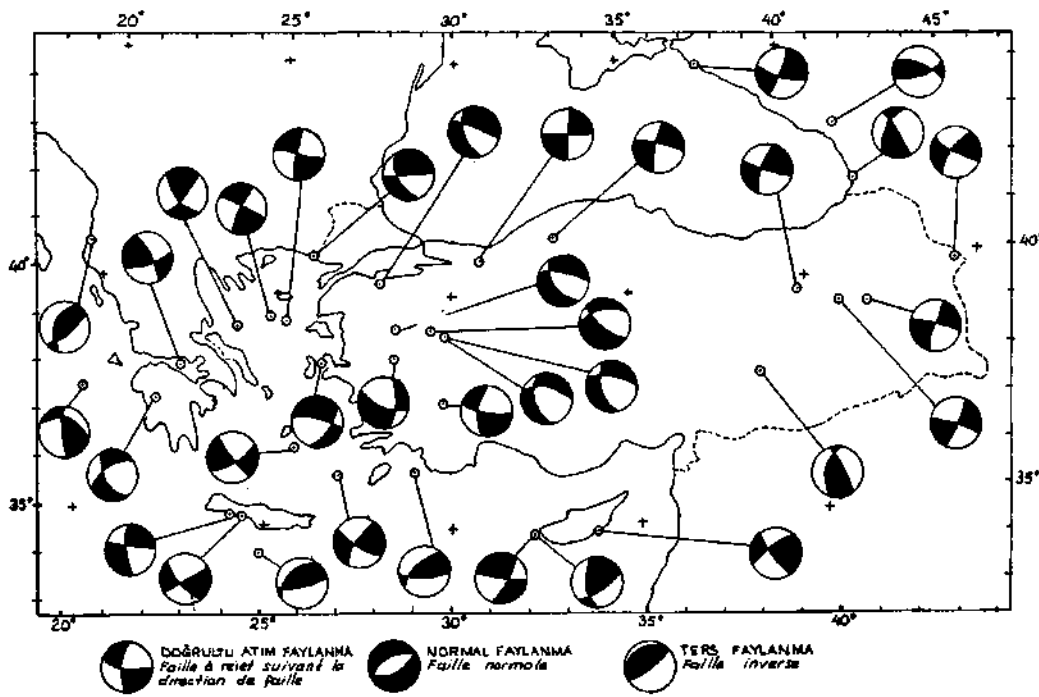 20° 25° 30° 35° 40° 45°
40° 40°
35° 35°
20° 25° 30° 35° 40°
DOĞRULTU ATIM FAYLANMA
Faille à rejet suivant la
direction de faille
NORMAL FAYLANMA
Faille normale
TERS FAYLANMA
Faille inverse